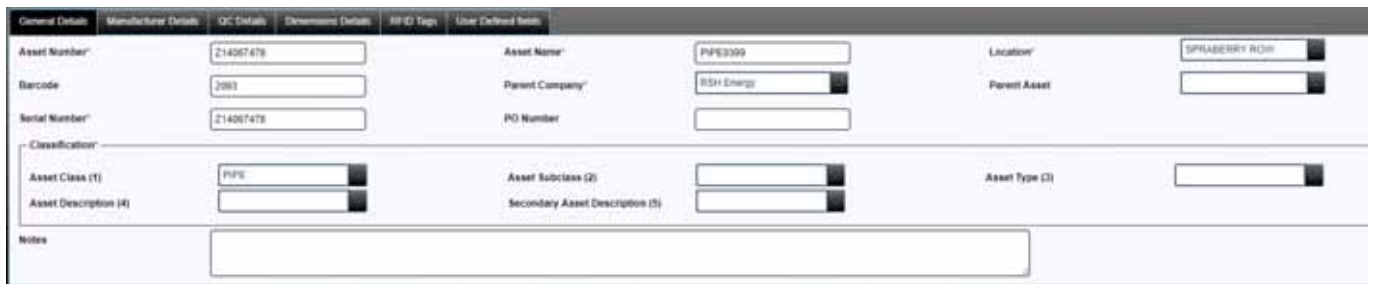 General Details Manufacturer Details QC Details Dimensions Details RFID Tags User Defined fields
Asset Number* Z14067478 Asset Name* PIPE0399 Location* SPRABERRY ROW
Barcode 2093 Parent Company* RSH Energy Parent Asset
Serial Number* Z14067478 PO Number
Classification*
Asset Class (1) PIPE Asset Subclass (2) Asset Type (3)
Asset Description (4) Secondary Asset Description (5)
Notes